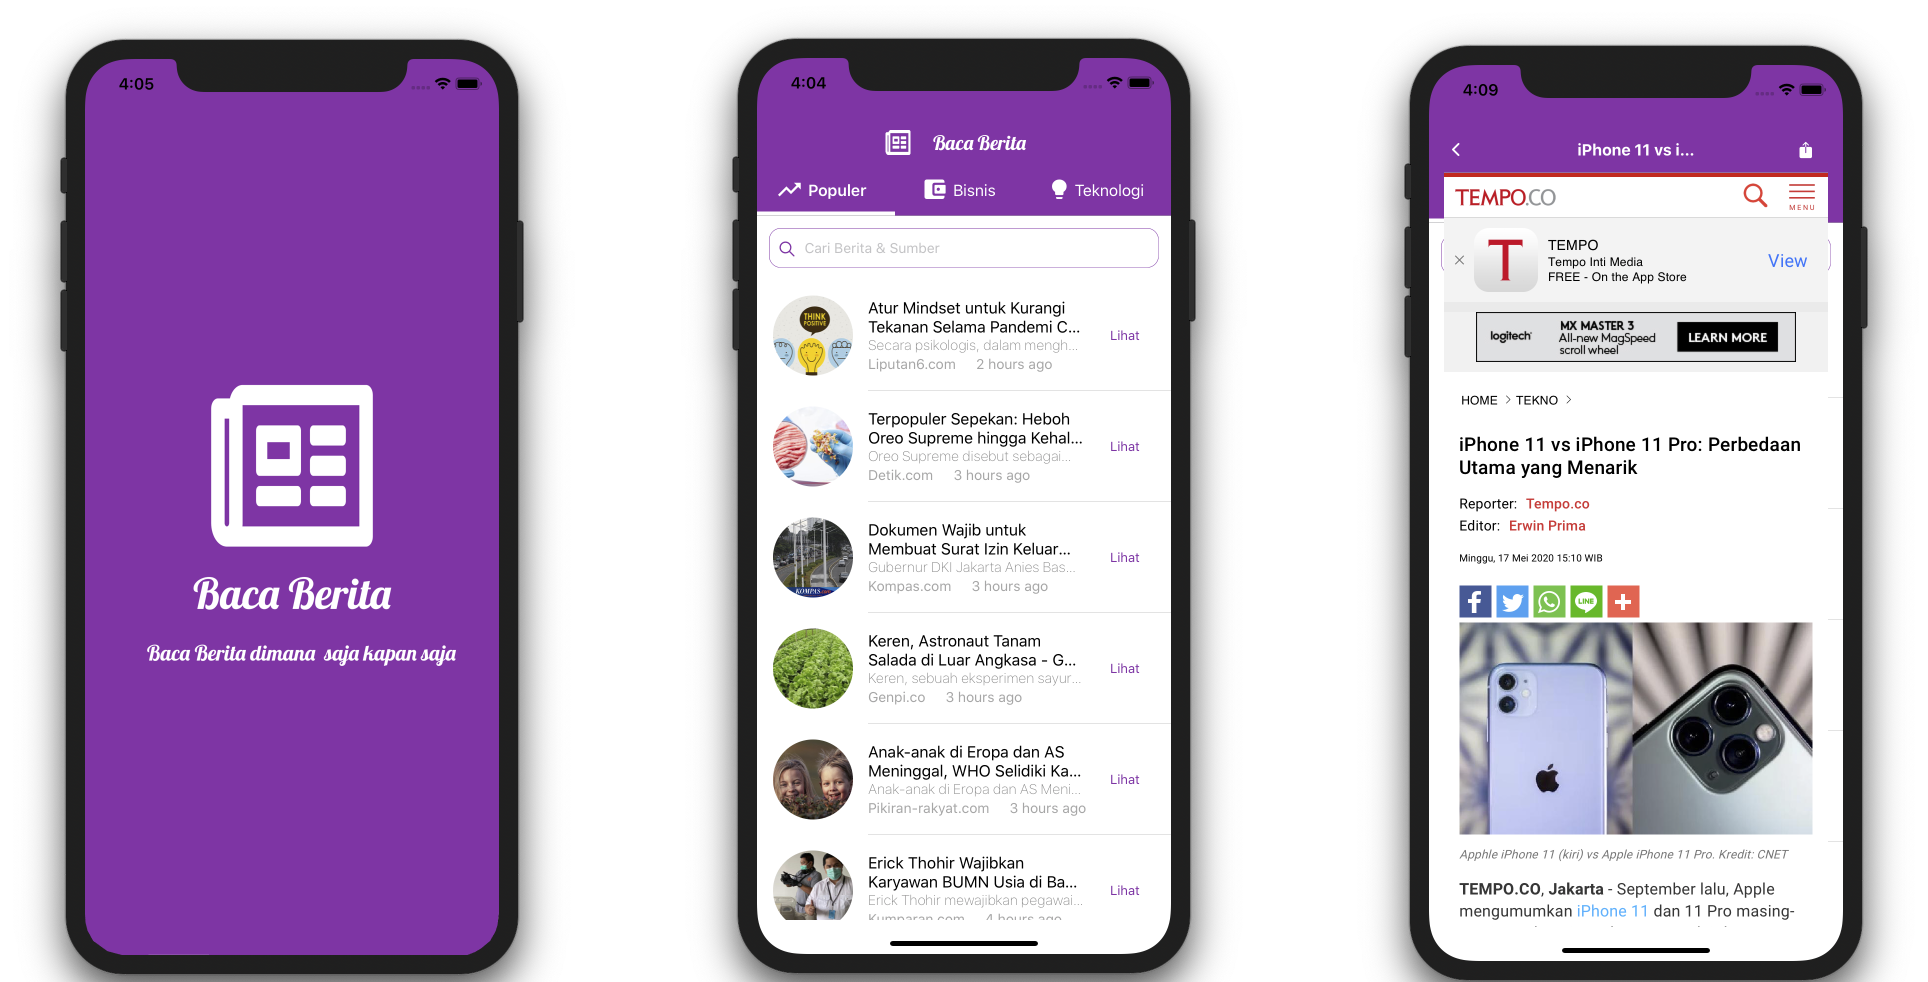 4:05
Baca Berita
Baca Berita dimana saja kapan saja
4:04
Baca Berita
Populer
Bisnis
Teknologi
Cari Berita & Sumber
THINK
POSITIVE
Atur Mindset untuk Kurangi
Tekanan Selama Pandemi C...
Secara psikologis, dalam mengh...
Liputan6.com 2 hours ago
Lihat
Terpopuler Sepekan: Heboh
Oreo Supreme hingga Kehal...
Oreo Supreme disebut sebagai...
Detik.com 3 hours ago
Lihat
Dokumen Wajib untuk
Membuat Surat Izin Keluar...
Gubernur DKI Jakarta Anies Bas...
Kompas.com 3 hours ago
Lihat
KOMPAS.com
Keren, Astronaut Tanam
Salada di Luar Angkasa - G...
Keren, sebuah eksperimen sayur...
Genpi.co 3 hours ago
Lihat
Anak-anak di Eropa dan AS
Meninggal, WHO Selidiki Ka...
Anak-anak di Eropa dan AS Meni...
Pikiran-rakyat.com 3 hours ago
Lihat
Erick Thohir Wajibkan
Karyawan BUMN Usia di Ba...
Erick Thohir mewajibkan pegawai...
Kumparan.com 4 hours ago
Lihat
4:09
iPhone 11 vs i...
TEMPO.CO
MENU
T
TEMPO
Tempo Inti Media
FREE - On the App Store
View
logitech
MX MASTER 3
All-new MagSpeed
scroll wheel
LEARN MORE
HOME > TEKNO >
iPhone 11 vs iPhone 11 Pro: Perbedaan
Utama yang Menarik
Reporter: Tempo.co
Editor: Erwin Prima
Minggu, 17 Mei 2020 15:10 WIB
LINE
Apphle iPhone 11 (kiri) vs Apple iPhone 11 Pro. Kredit: CNET
TEMPO.CO, Jakarta - September lalu, Apple
mengumumkan iPhone 11 dan 11 Pro masing-